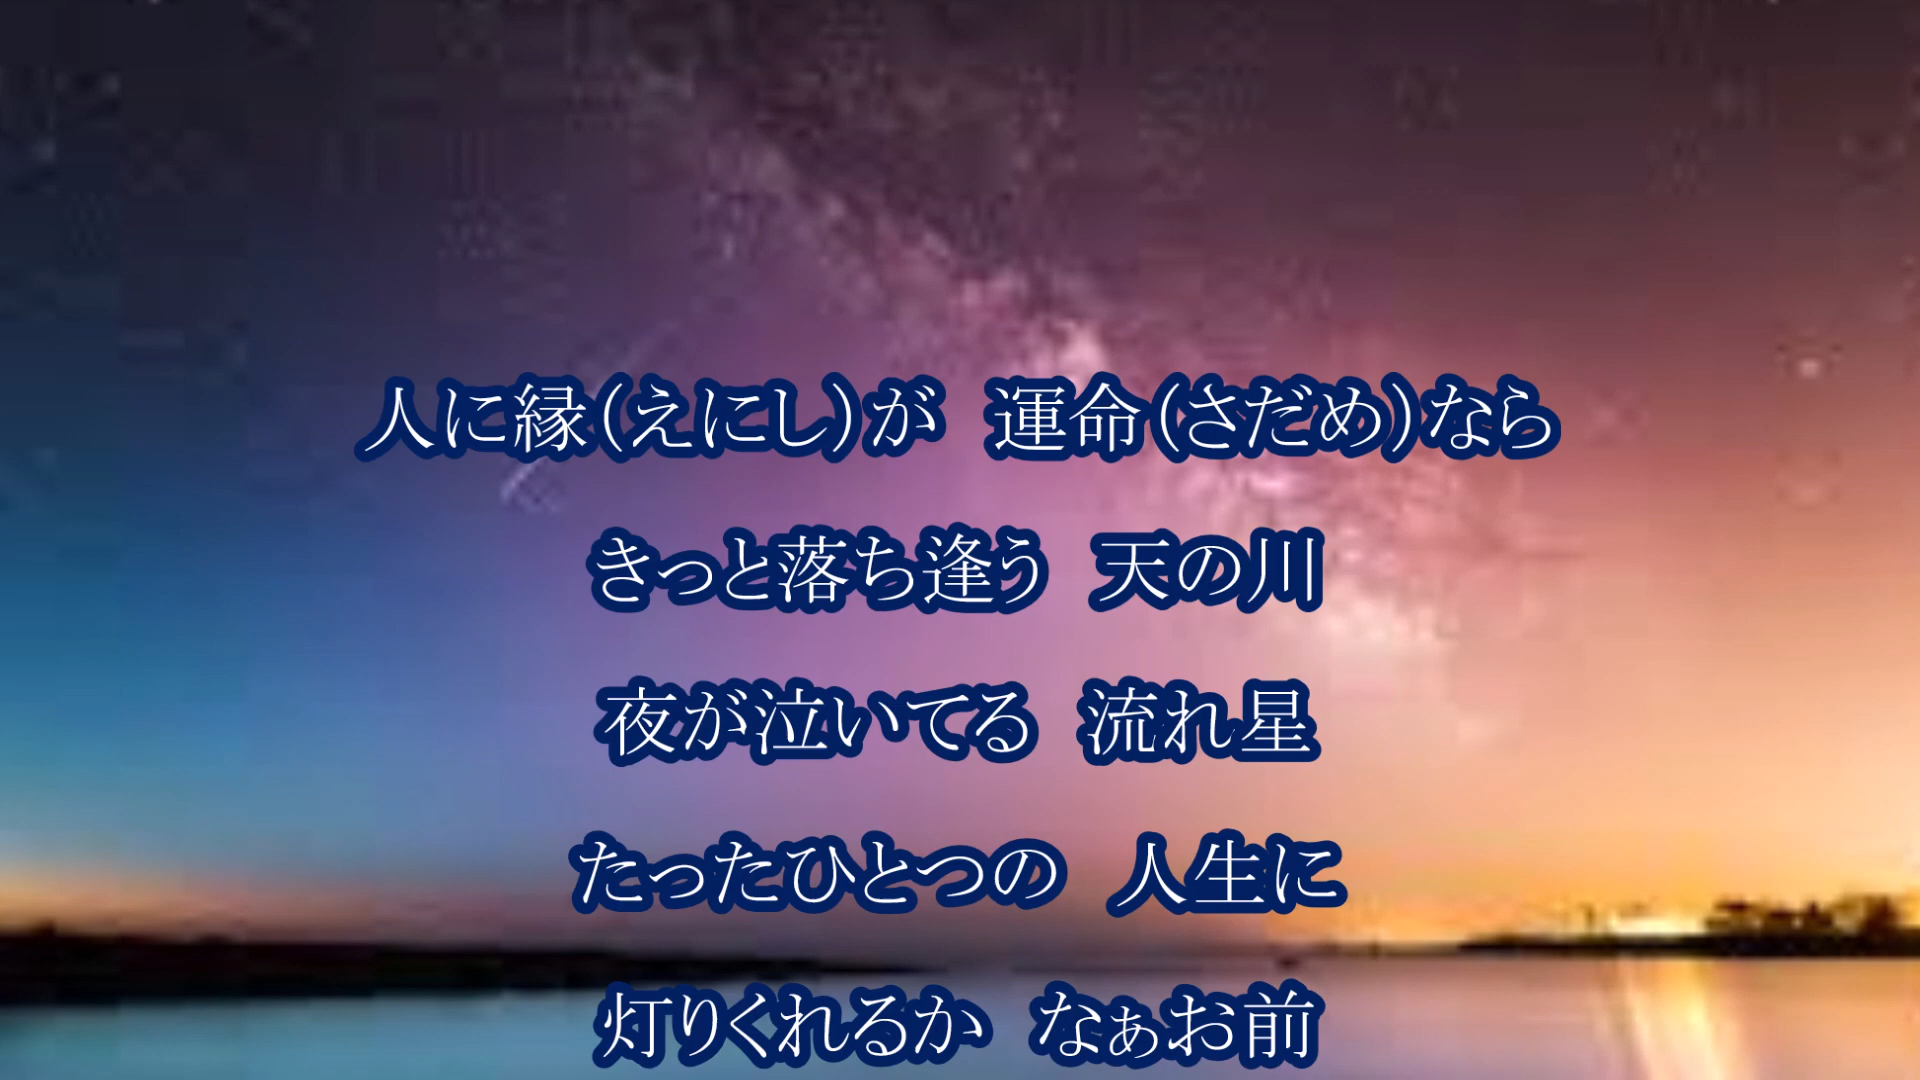 人に縁(えにし)が　運命(さだめ)なら
きっと落ち逢う　天の川
夜が泣いてる　流れ星
たったひとつの　人生に
灯りくれるか　なぁお前